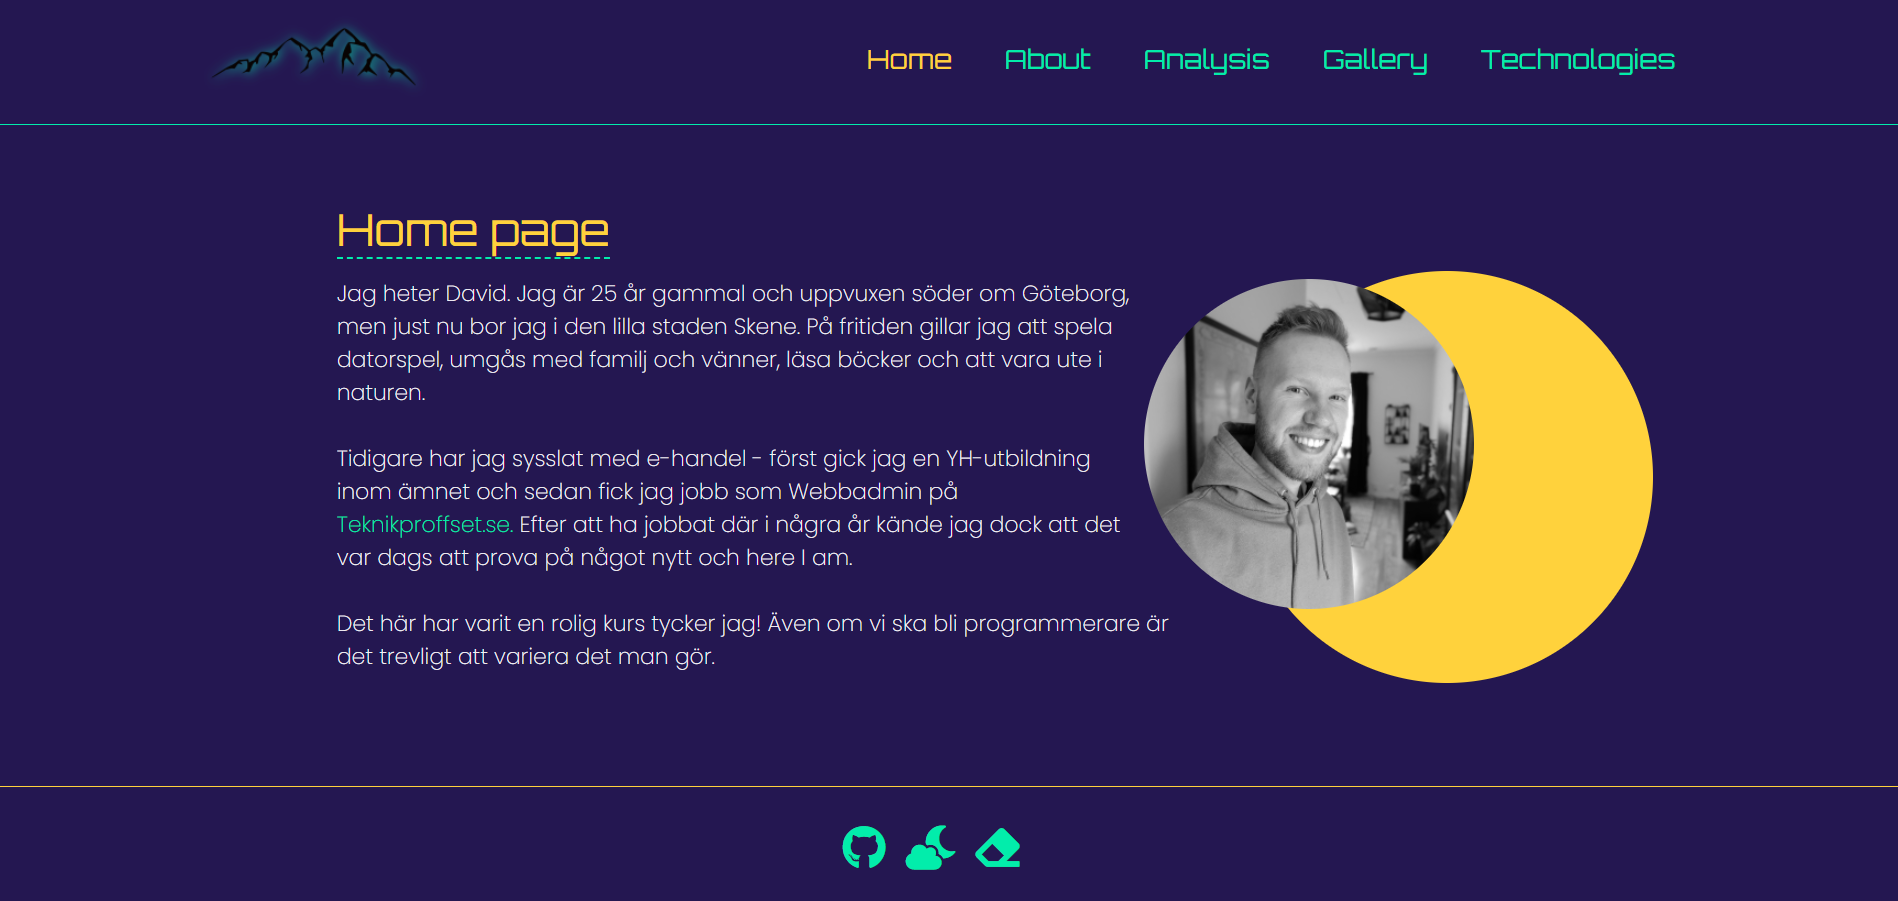 Home About Analysis Gallery Technologies
Home page
Jag heter David. Jag är 25 år gammal och uppvuxen söder om Göteborg,
men just nu bor jag i den lilla staden Skene. På fritiden gillar jag att spela
datorspel, umgås med familj och vänner, läsa böcker och att vara ute i
naturen.
Tidigare har jag sysslat med e-handel - först gick jag en YH-utbildning
inom ämnet och sedan fick jag jobb som Webbadmin på
Teknikproffset.se. Efter att ha jobbat där i några år kände jag dock att det
var dags att prova på något nytt och here I am.
Det här har varit en rolig kurs tycker jag! Även om vi ska bli programmerare är
det trevligt att variera det man gör.